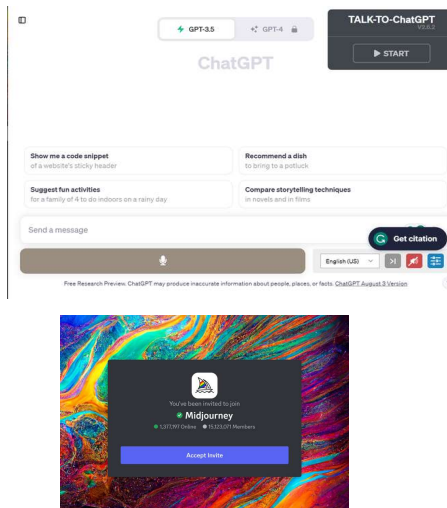 GPT-3.5
GPT-4
TALK-TO-ChatGPT
V2.8.2
START
ChatGPT
Show me a code snippet
of a website's sticky header
Recommend a dish
to bring to a potluck
Suggest fun activities
for a family of 4 to do indoors on a rainy day
Compare storytelling techniques
in novels and in films
Send a message
Get citation
English (US)
Free Research Preview. ChatGPT may produce inaccurate information about people, places, or facts. ChatGPT August 3 Version
You've been invited to join
Midjourney
1,377,197 Online 15,123,071 Members
Accept Invite